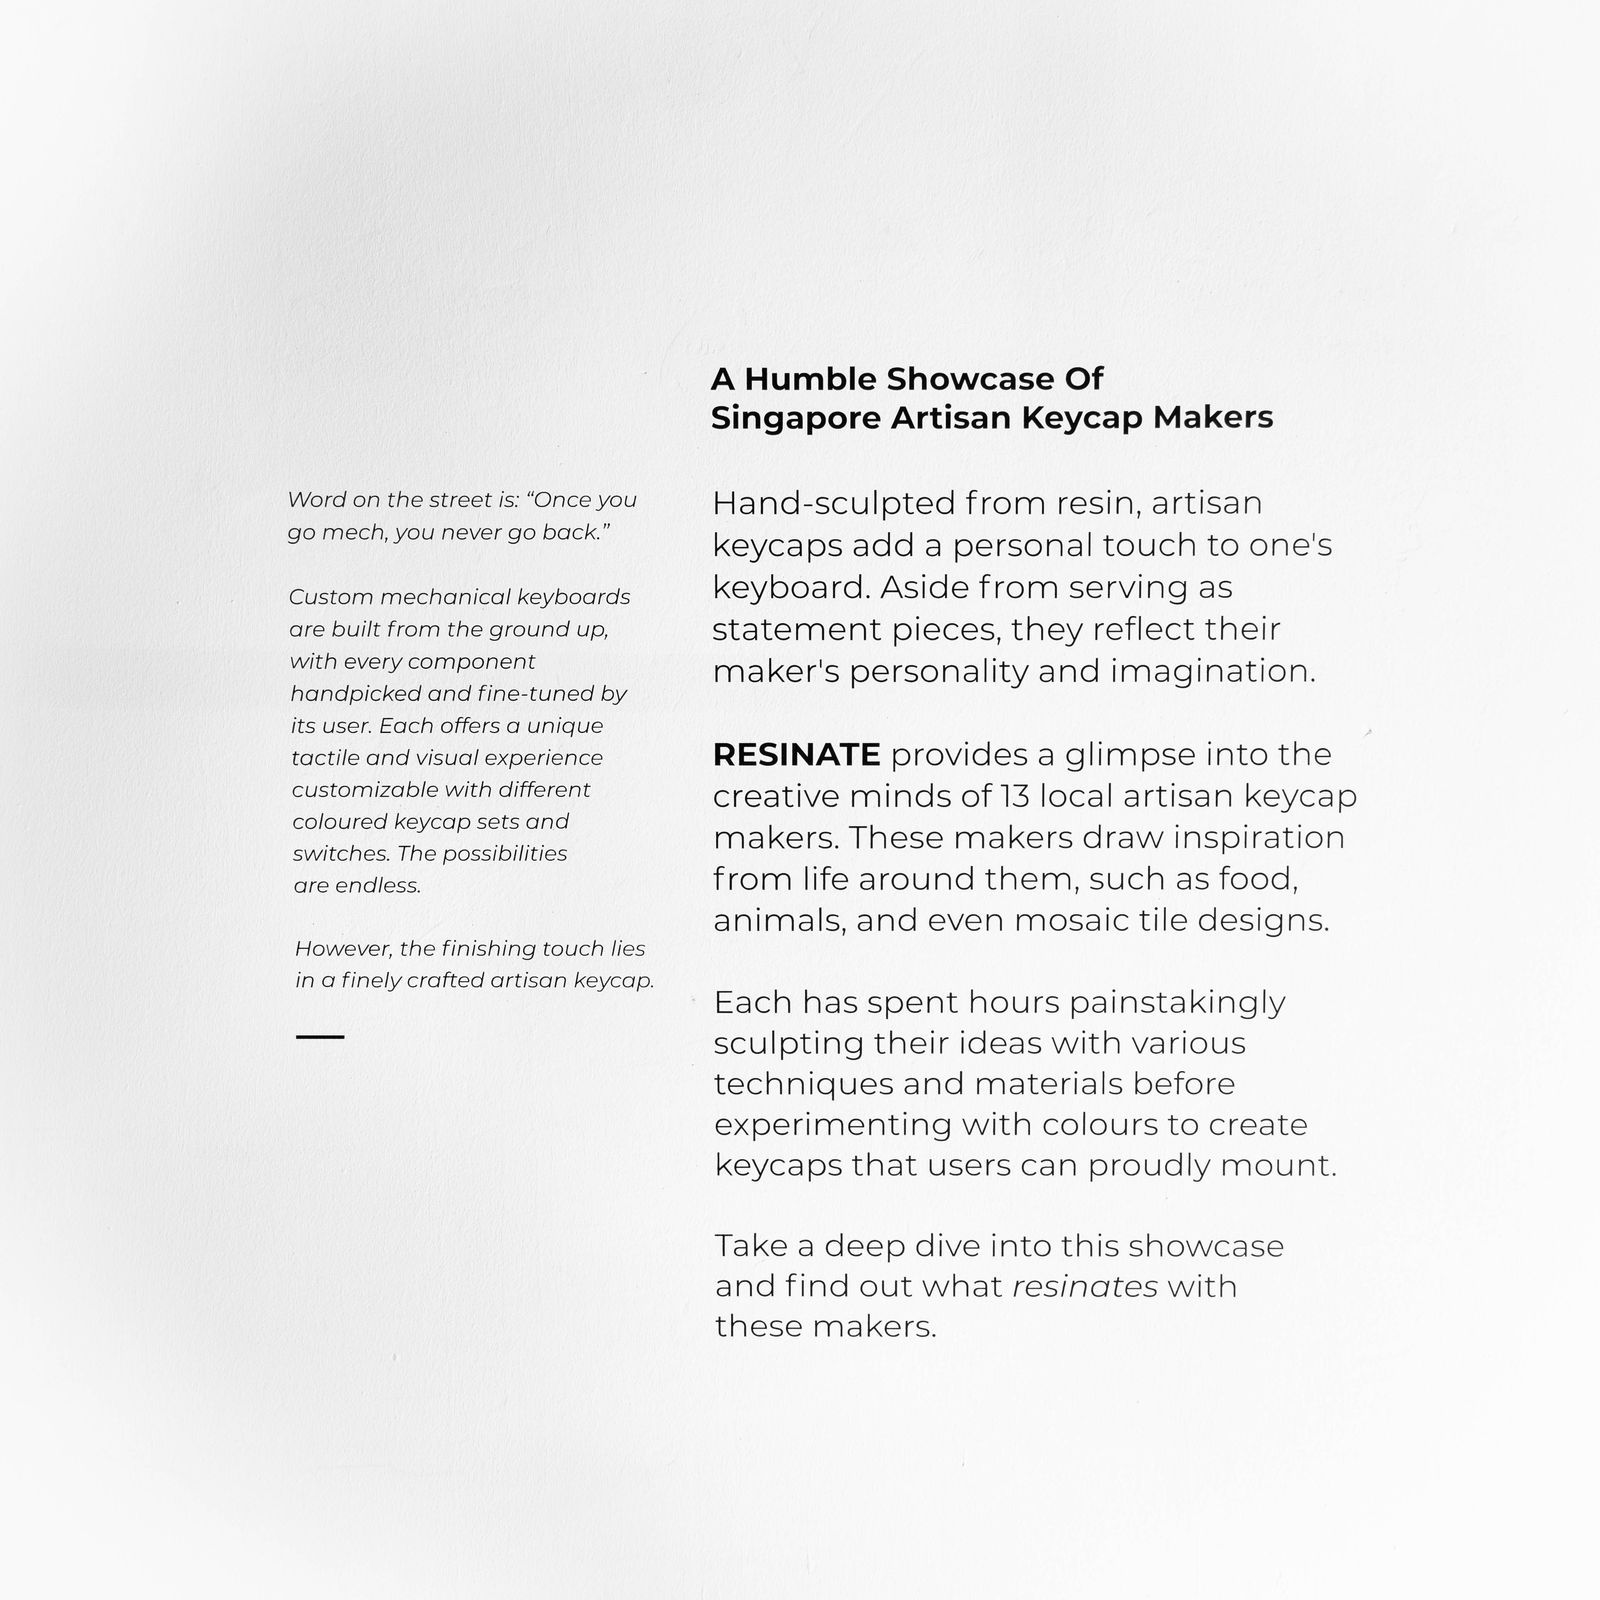 A Humble Showcase Of
Singapore Artisan Keycap Makers
Word on the street is: “Once you
go mech, you never go back.”
Custom mechanical keyboards
are built from the ground up,
with every component
handpicked and fine-tuned by
its user. Each offers a unique
tactile and visual experience
customizable with different
coloured keycap sets and
switches. The possibilities
are endless.
However, the finishing touch lies
in a finely crafted artisan keycap.
Hand-sculpted from resin, artisan
keycaps add a personal touch to one's
keyboard. Aside from serving as
statement pieces, they reflect their
maker's personality and imagination.
RESINATE provides a glimpse into the
creative minds of 13 local artisan keycap
makers. These makers draw inspiration
from life around them, such as food,
animals, and even mosaic tile designs.
Each has spent hours painstakingly
sculpting their ideas with various
techniques and materials before
experimenting with colours to create
keycaps that users can proudly mount.
Take a deep dive into this showcase
and find out what resinates with
these makers.